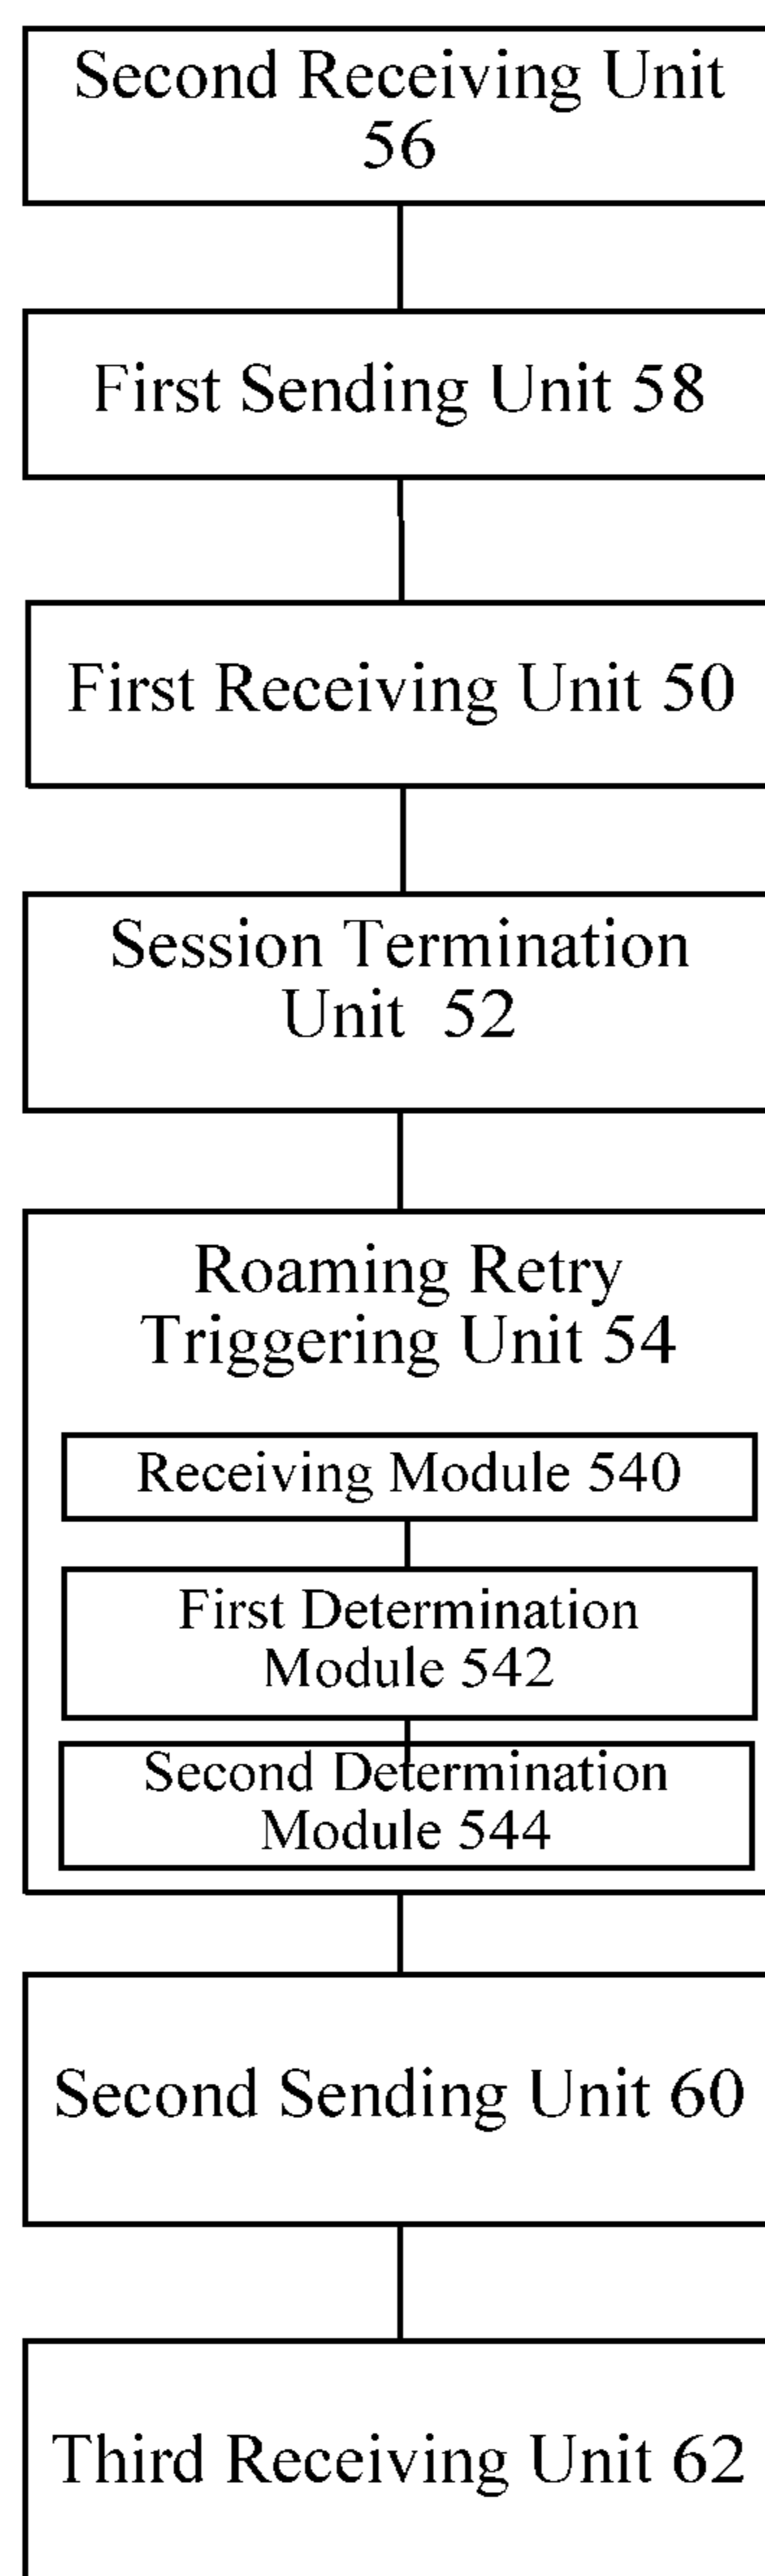 Second Receiving Unit
56
First Sending Unit 58
First Receiving Unit 50
Session Termination
Unit 52
Roaming Retry
Triggering Unit 54
Receiving Module 540
First Determination
Module 542
Second Determination
Module 544
Second Sending Unit 60
Third Receiving Unit 62